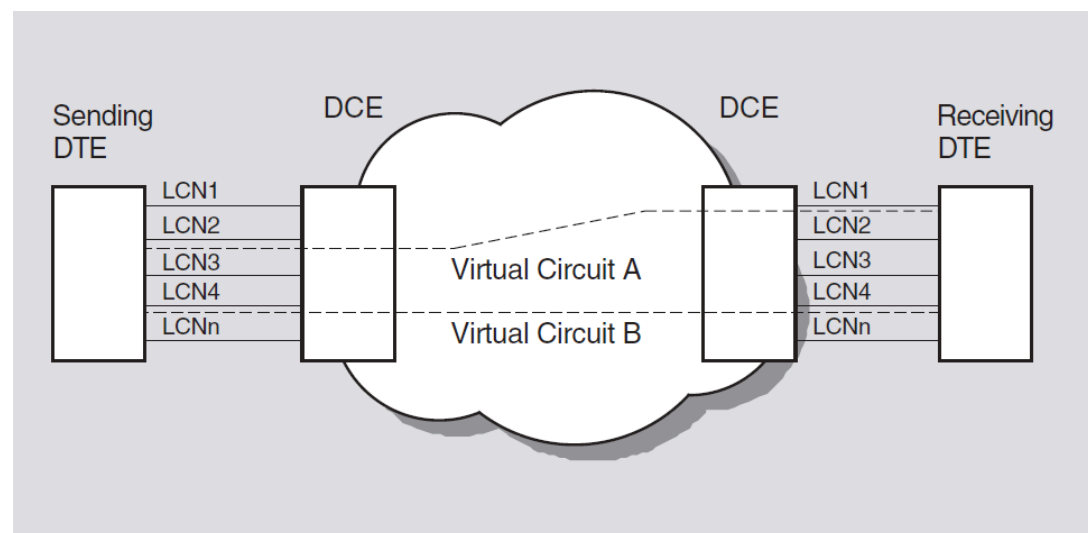 Sending
DTE
DCE
DCE
Receiving
DTE
LCN1
LCN2
LCN3
LCN4
LCNn
Virtual Circuit A
Virtual Circuit B
LCN1
LCN2
LCN3
LCN4
LCNn